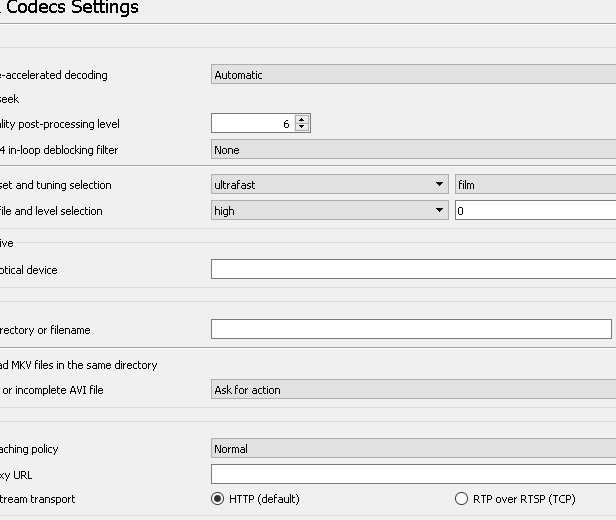 Codecs Settings
e-accelerated decoding Automatic
seek
lity post-processing level 6
4 in-loop deblocking filter None
set and tuning selection ultrafast film
file and level selection high 0
ive
otical device
rectory or filename
ad MKV files in the same directory
or incomplete AVI file Ask for action
aching policy Normal
xy URL
tream transport HTTP (default) RTP over RTSP (TCP)